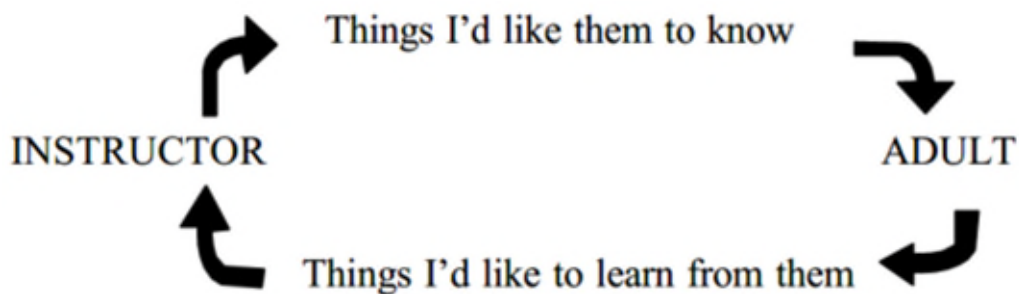 Things I'd like them to know
INSTRUCTOR
ADULT
Things I'd like to learn from them